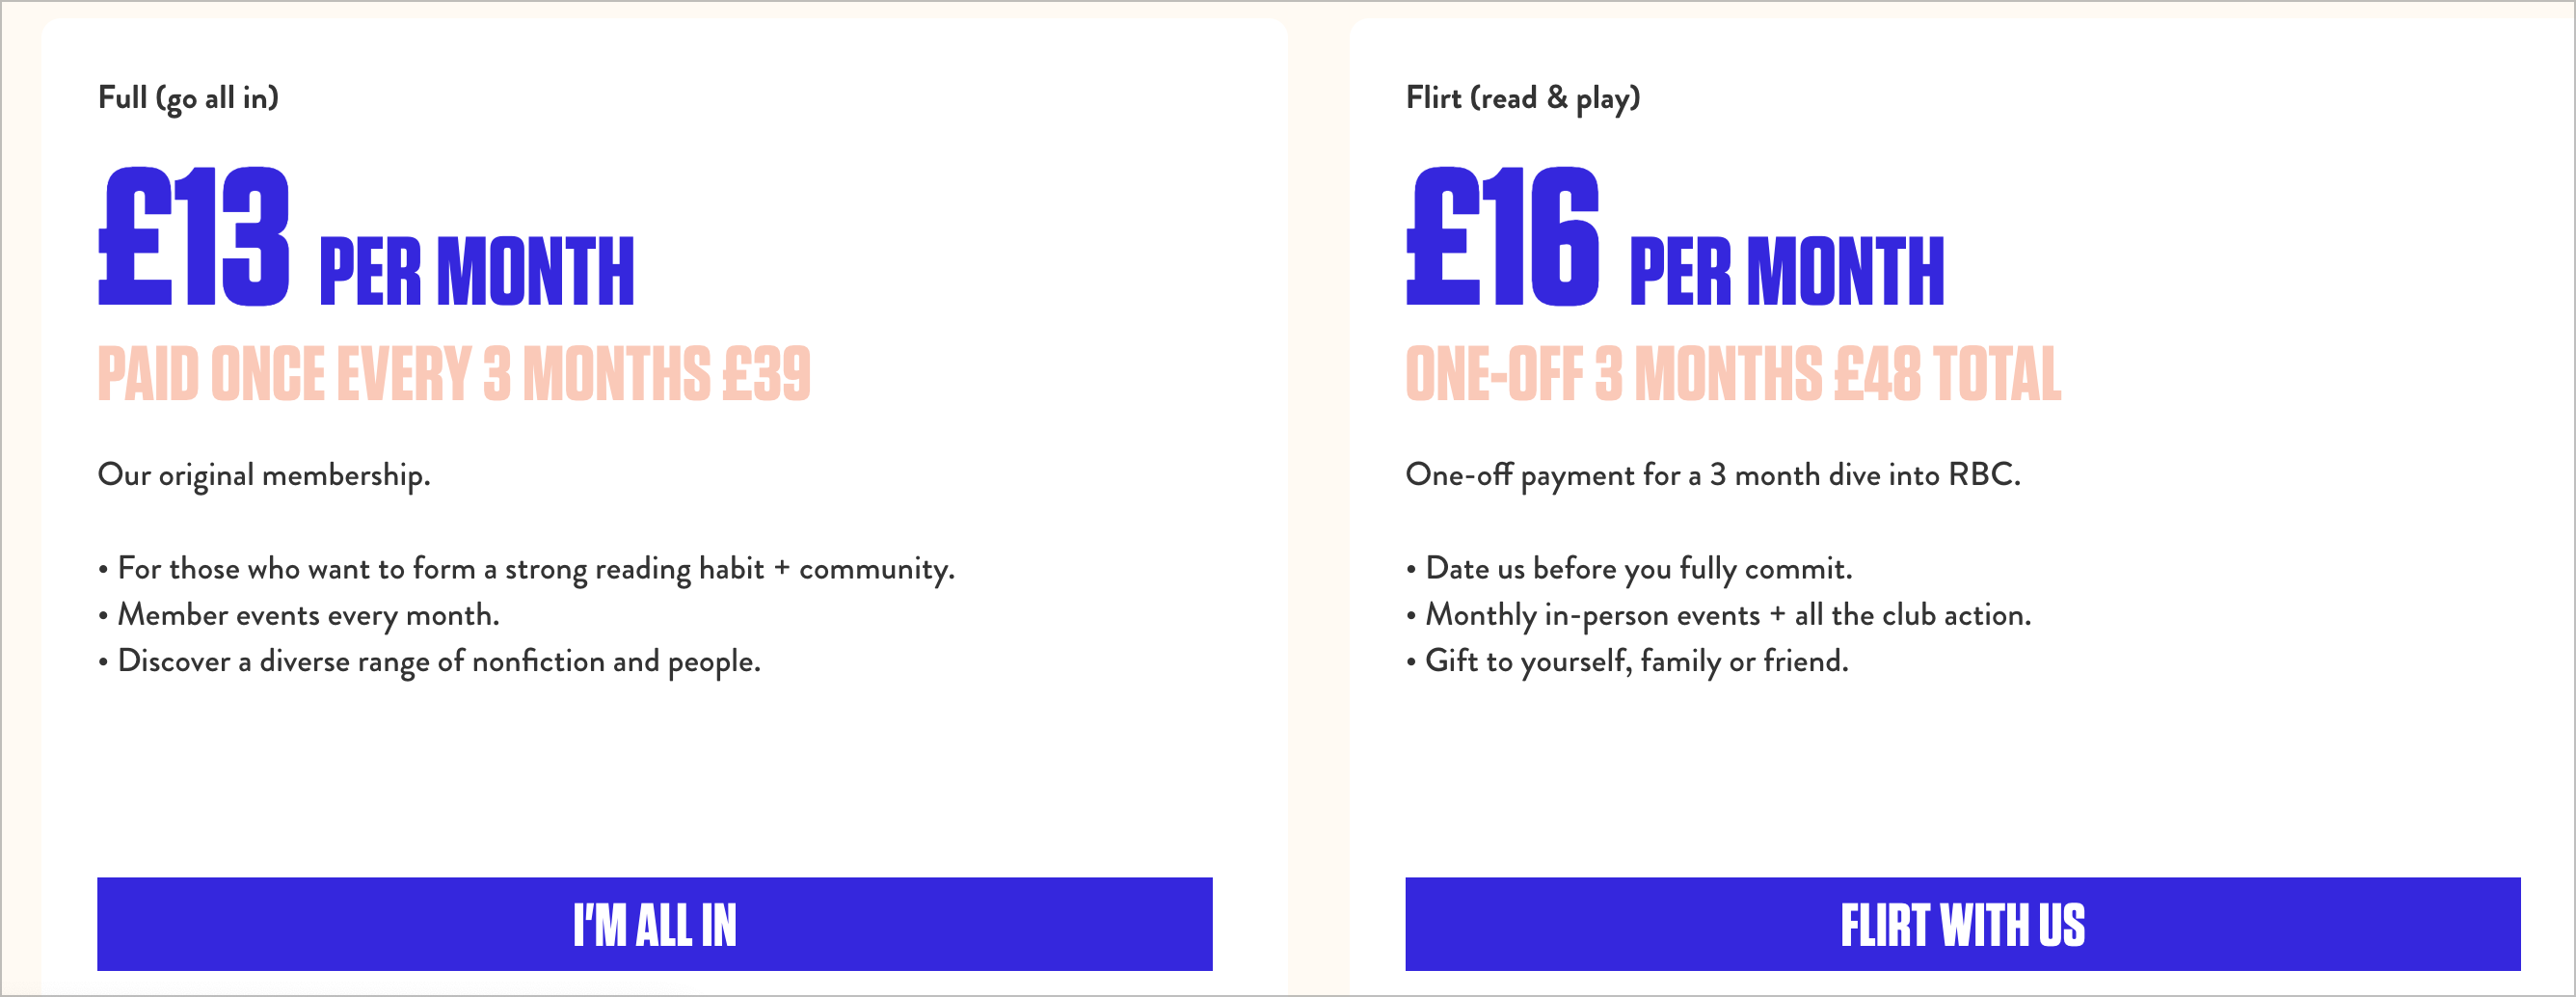 Full (go all in)
£13 PER MONTH
PAID ONCE EVERY 3 MONTHS £39
Our original membership.
• For those who want to form a strong reading habit + community.
• Member events every month.
• Discover a diverse range of nonfiction and people.
I'M ALL IN
Flirt (read & play)
£16 PER MONTH
ONE-OFF 3 MONTHS £48 TOTAL
One-off payment for a 3 month dive into RBC.
• Date us before you fully commit.
• Monthly in-person events + all the club action.
• Gift to yourself, family or friend.
FLIRT WITH US